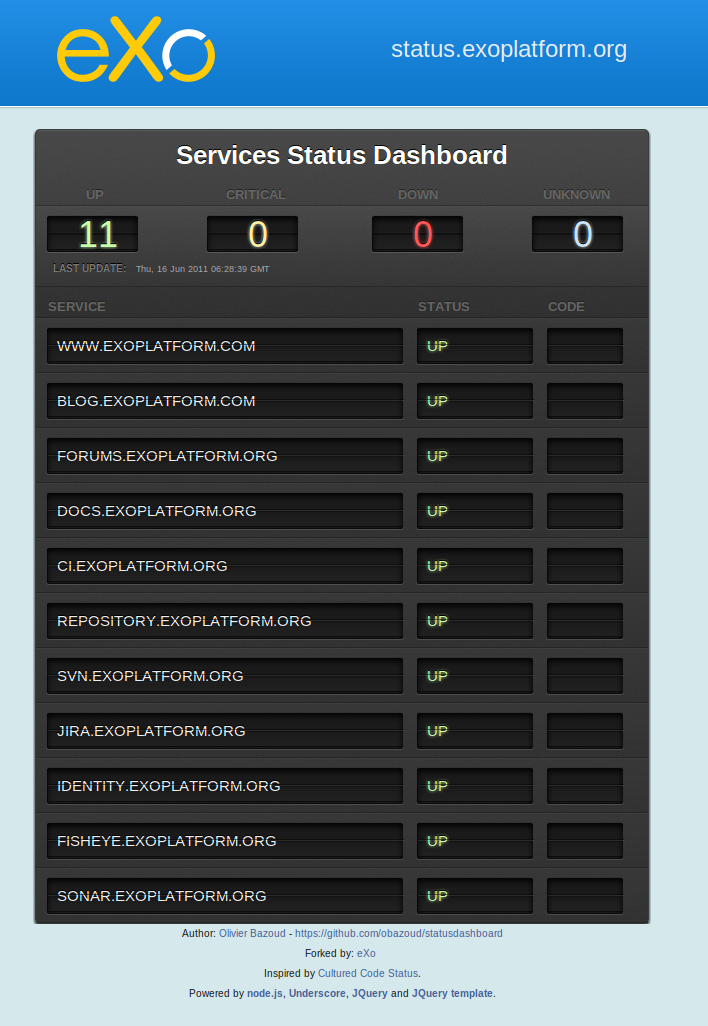 eXo
status.exoplatform.org
Services Status Dashboard
UP CRITICAL DOWN UNKNOWN
11 0 0 0
LAST UPDATE: Thu, 16 Jun 2011 06:28:39 GMT
SERVICE STATUS CODE
WWW.EXOPLATFORM.COM UP
BLOG.EXOPLATFORM.COM UP
FORUMS.EXOPLATFORM.ORG UP
DOCS.EXOPLATFORM.ORG UP
CI.EXOPLATFORM.ORG UP
REPOSITORY.EXOPLATFORM.ORG UP
SVN.EXOPLATFORM.ORG UP
JIRA.EXOPLATFORM.ORG UP
IDENTITY.EXOPLATFORM.ORG UP
FISHEYE.EXOPLATFORM.ORG UP
SONAR.EXOPLATFORM.ORG UP
Author: Olivier Bazoud - https://github.com/obazoud/statusdashboard
Forked by: eXo
Inspired by Cultured Code Status.
Powered by node.js, Underscore, JQuery and JQuery template.